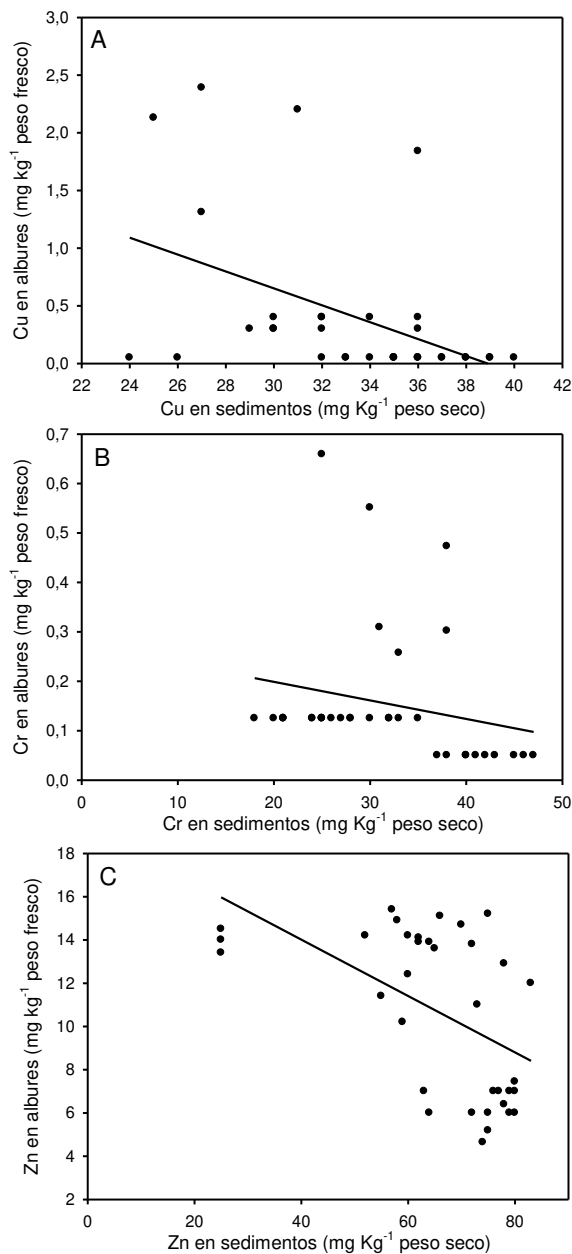 A
3,0
2,5
2,0
1,5
1,0
0,5
0,0
Cu en albures (mg kg⁻¹ peso fresco)
22 24 26 28 30 32 34 36 38 40 42
Cu en sedimentos (mg Kg⁻¹ peso seco)
B
0,7
0,6
0,5
0,4
0,3
0,2
0,1
0,0
Cr en albures (mg kg⁻¹ peso fresco)
0 10 20 30 40 50
Cr en sedimentos (mg Kg⁻¹ peso seco)
C
18
16
14
12
10
8
6
4
2
Zn en albures (mg kg⁻¹ peso fresco)
0 20 40 60 80
Zn en sedimentos (mg Kg⁻¹ peso seco)